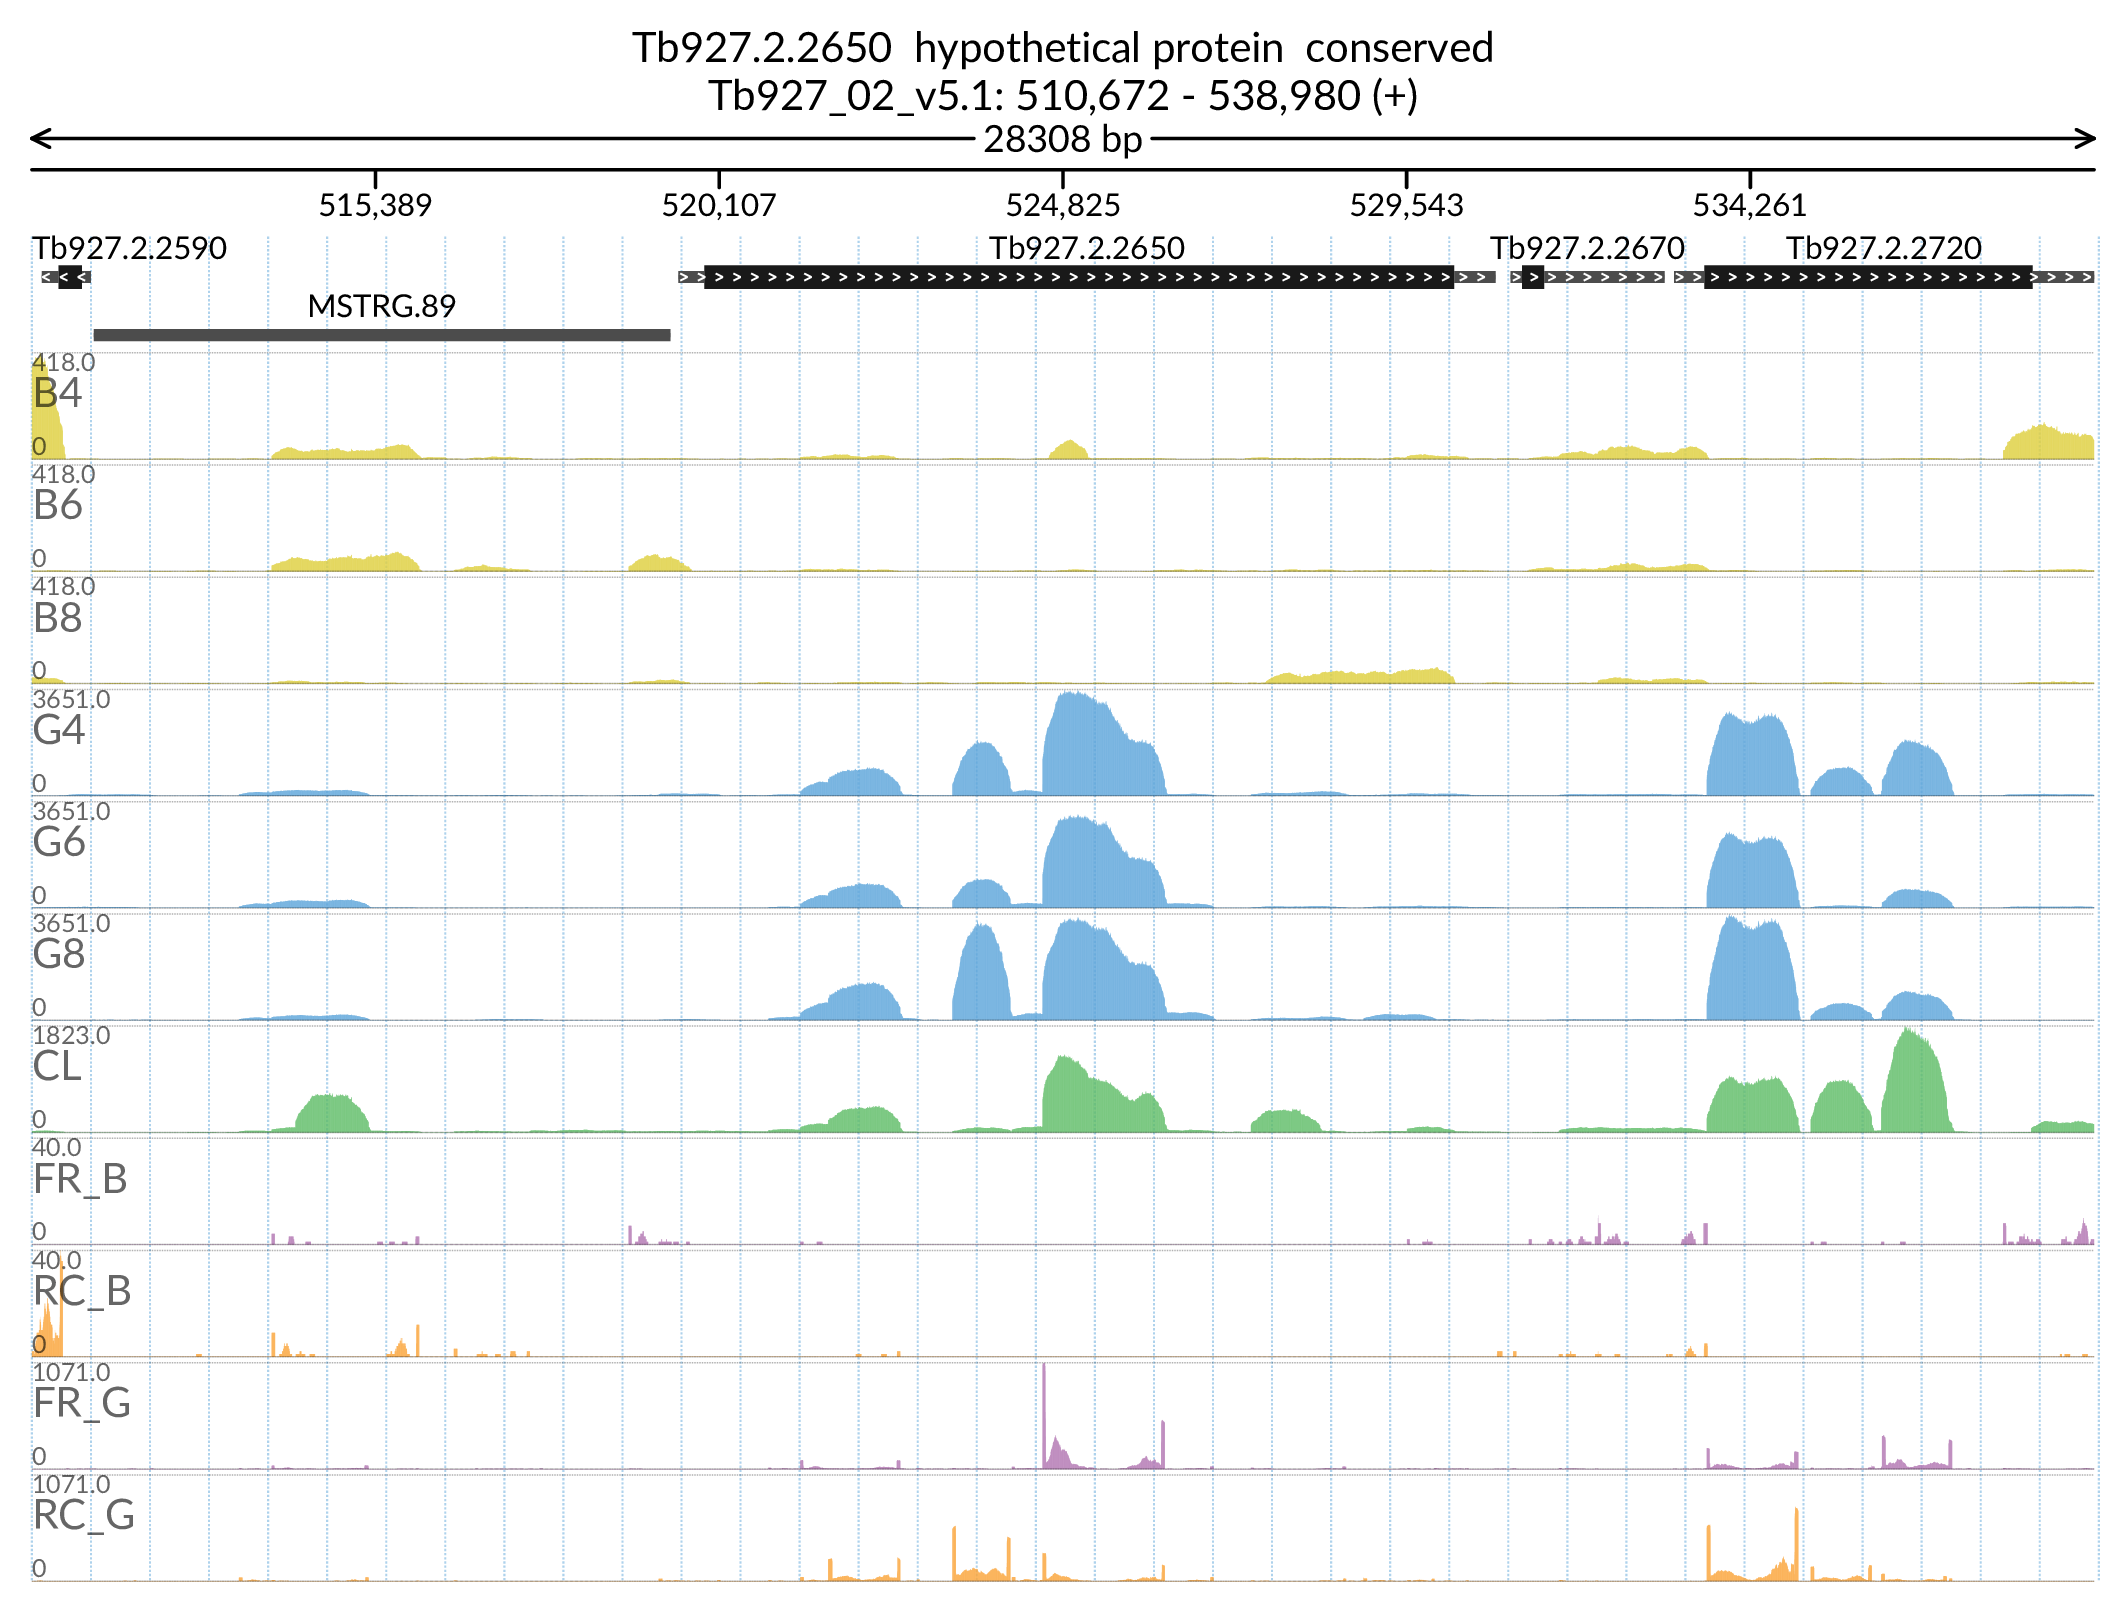 Tb927.2.2650 hypothetical protein conserved
Tb927_02_v5.1: 510,672 - 538,980 (+)
28308 bp
515,389 520,107 524,825 529,543 534,261
Tb927.2.2590 Tb927.2.2650 Tb927.2.2670 Tb927.2.2720
MSTRG.89
418.0
B4
0
418.0
B6
0
418.0
B8
0
3651.0
G4
0
3651.0
G6
0
3651.0
G8
0
1823.0
CL
0
40.0
FR_B
0
40.0
RC_B
0
1071.0
FR_G
0
1071.0
RC_G
0